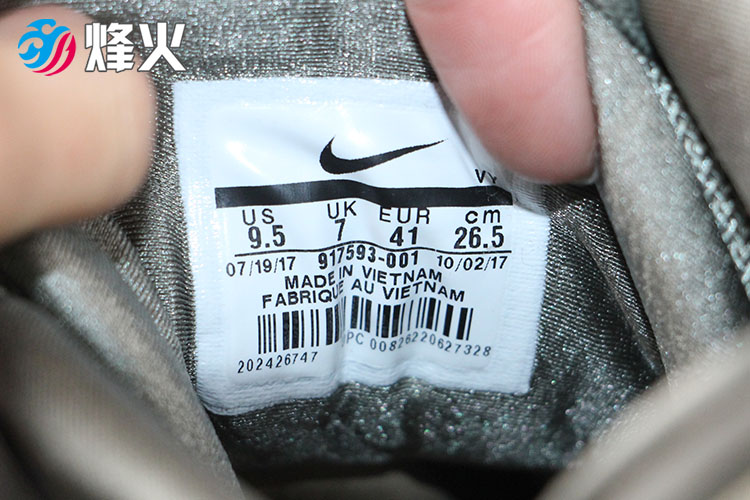 烽火
VY
US UK EUR cm
9.5 7 41 26.5
07/19/17 917593-001 10/02/17
MADE IN VIETNAM
FABRIQUE AU VIETNAM
202426747 PC 00826220627328